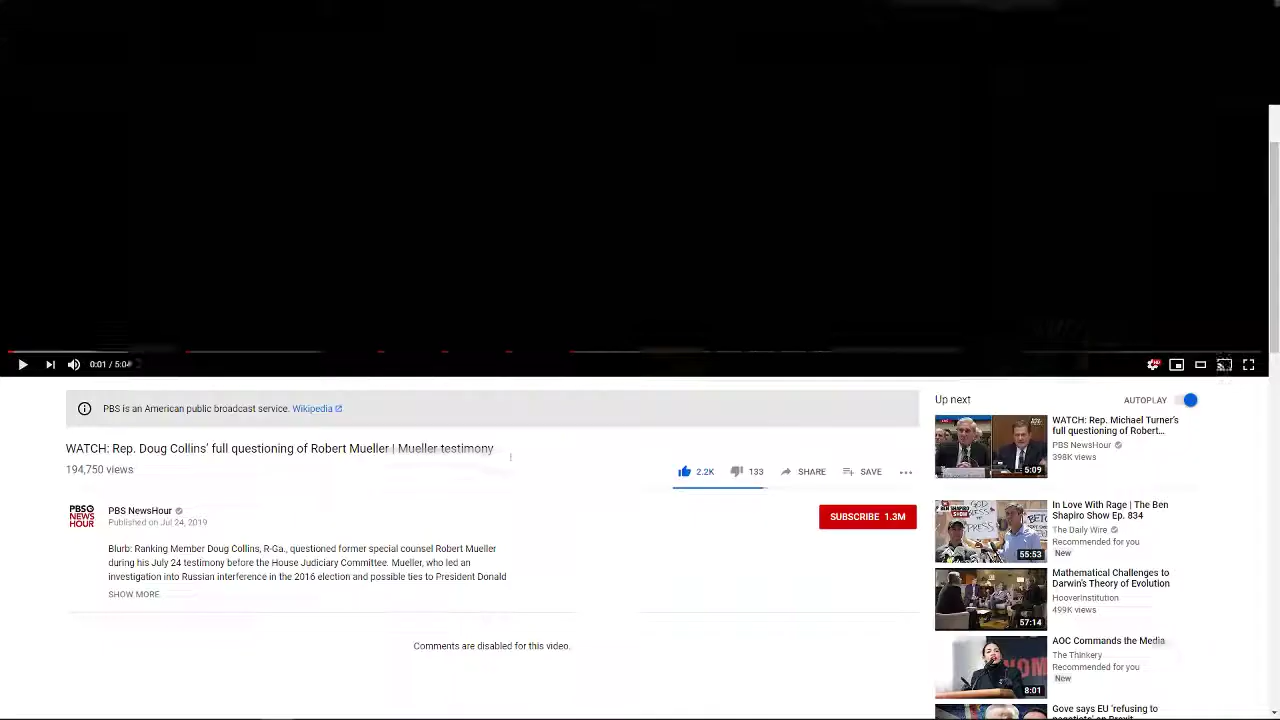 0:01 / 5:04
PBS is an American public broadcast service. Wikipedia
WATCH: Rep. Doug Collins' full questioning of Robert Mueller | Mueller testimony
194,750 views
2.2K 133 SHARE SAVE
PBS
NEWS
HOUR
PBS NewsHour
Published on Jul 24, 2019
SUBSCRIBE 1.3M
Blurb: Ranking Member Doug Collins, R-Ga., questioned former special counsel Robert Mueller
during his July 24 testimony before the House Judiciary Committee. Mueller, who led an
investigation into Russian interference in the 2016 election and possible ties to President Donald
SHOW MORE
Comments are disabled for this video.
Up next
AUTOPLAY
5:09
WATCH: Rep. Michael Turner's
full questioning of Robert...
PBS NewsHour
398K views
55:53
In Love With Rage | The Ben
Shapiro Show Ep. 834
The Daily Wire
Recommended for you
New
57:14
Mathematical Challenges to
Darwin's Theory of Evolution
HooverInstitution
499K views
8:01
AOC Commands the Media
The Thinkery
Recommended for you
New
Gove says EU 'refusing to
negotiate' on Brexit